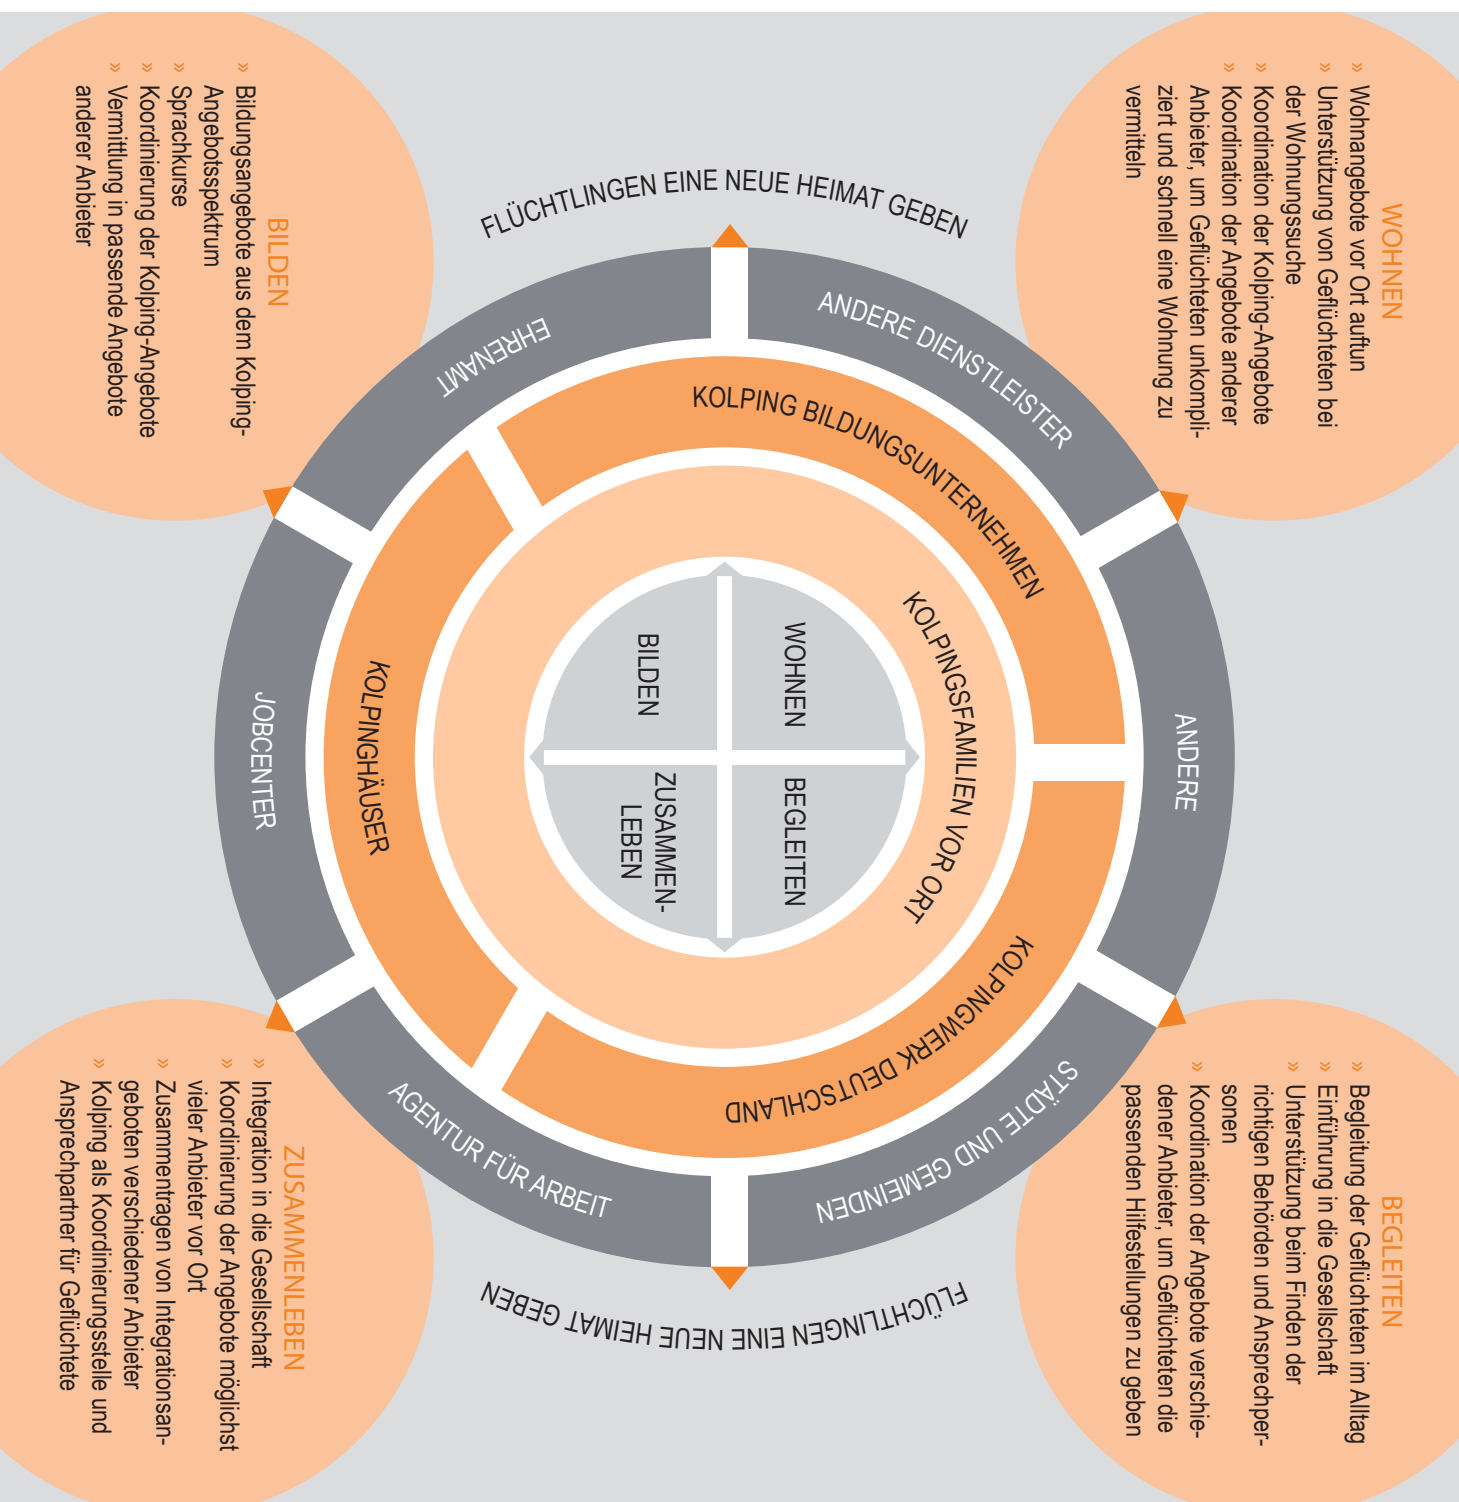 WOHNEN
» Wohnangebote vor Ort auftun
» Unterstützung von Geflüchteten bei
der Wohnungssuche
» Koordination der Kolping-Angebote
» Koordination der Angebote anderer
Anbieter, um Geflüchteten unkompli-
ziert und schnell eine Wohnung zu
vermitteln
BEGLEITEN
» Begleitung der Geflüchteten im Alltag
» Einführung in die Gesellschaft
» Unterstützung beim Finden der
richtigen Behörden und Ansprechper-
sonen
» Koordination der Angebote verschie-
dener Anbieter, um Geflüchteten die
passenden Hilfestellungen zu geben
FLÜCHTLINGEN EINE NEUE HEIMAT GEBEN
ANDERE DIENSTLEISTER
ANDERE
STÄDTE UND GEMEINDEN
AGENTUR FÜR ARBEIT
JOBCENTER
EHRENAMT
KOLPING BILDUNGSUNTERNEHMEN
KOLPINGWERK DEUTSCHLAND
KOLPINGHÄUSER
KOLPINGSFAMILIEN VOR ORT
WOHNEN
BEGLEITEN
BILDEN
ZUSAMMEN-
LEBEN
FLÜCHTLINGEN EINE NEUE HEIMAT GEBEN
BILDEN
» Bildungsangebote aus dem Kolping-
Angebotsspektrum
» Sprachkurse
» Koordinierung der Kolping-Angebote
» Vermittlung in passende Angebote
anderer Anbieter
ZUSAMMENLEBEN
» Integration in die Gesellschaft
» Koordinierung der Angebote möglichst
vieler Anbieter vor Ort
» Zusammentragen von Integrationsan-
geboten verschiedener Anbieter
» Kolping als Koordinierungsstelle und
Ansprechpartner für Geflüchtete